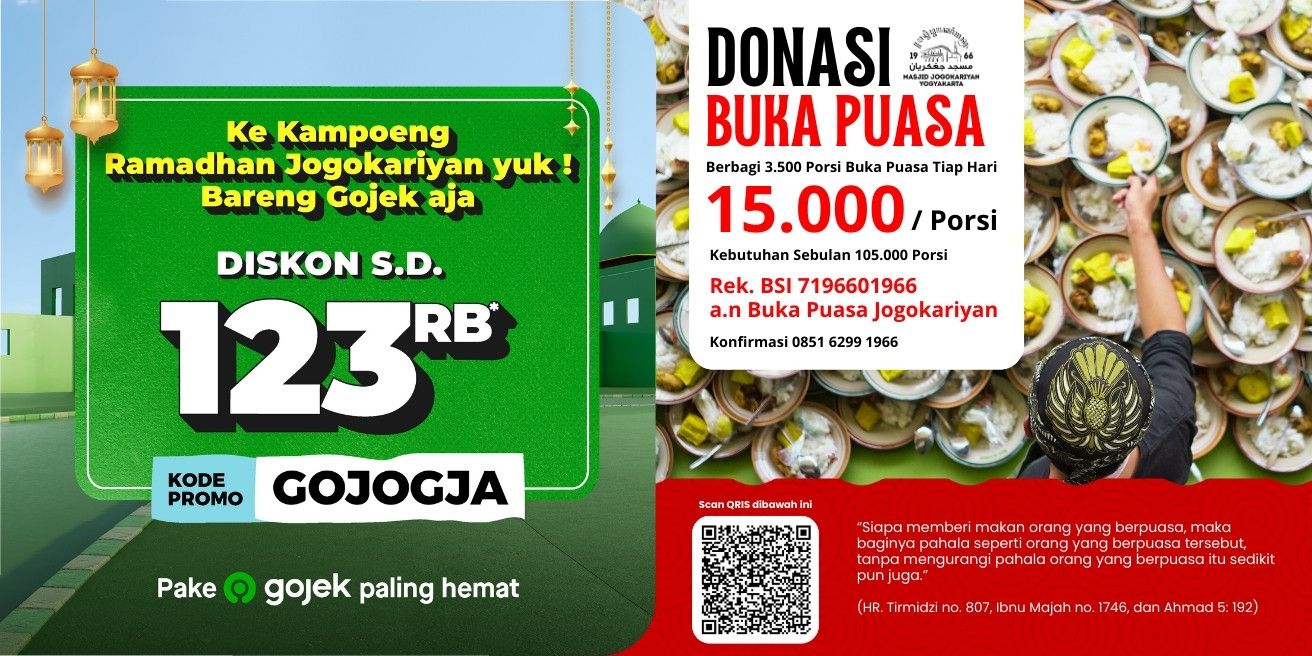 Ke Kampoeng
Ramadhan Jogokariyan yuk !
Bareng Gojek aja
DISKON S.D.
123RB*
KODE
PROMO
GOJOGJA
Pake gojek paling hemat
DONASI
19 66
مسجد جغكريان
MASJID JOGOKARIYAN
YOGYAKARTA
BUKA PUASA
Berbagi 3.500 Porsi Buka Puasa Tiap Hari
15.000 / Porsi
Kebutuhan Sebulan 105.000 Porsi
Rek. BSI 7196601966
a.n Buka Puasa Jogokariyan
Konfirmasi 0851 6299 1966
Scan QRIS dibawah ini
“Siapa memberi makan orang yang berpuasa, maka
baginya pahala seperti orang yang berpuasa tersebut,
tanpa mengurangi pahala orang yang berpuasa itu sedikit
pun juga.”
(HR. Tirmidzi no. 807, Ibnu Majah no. 1746, dan Ahmad 5: 192)